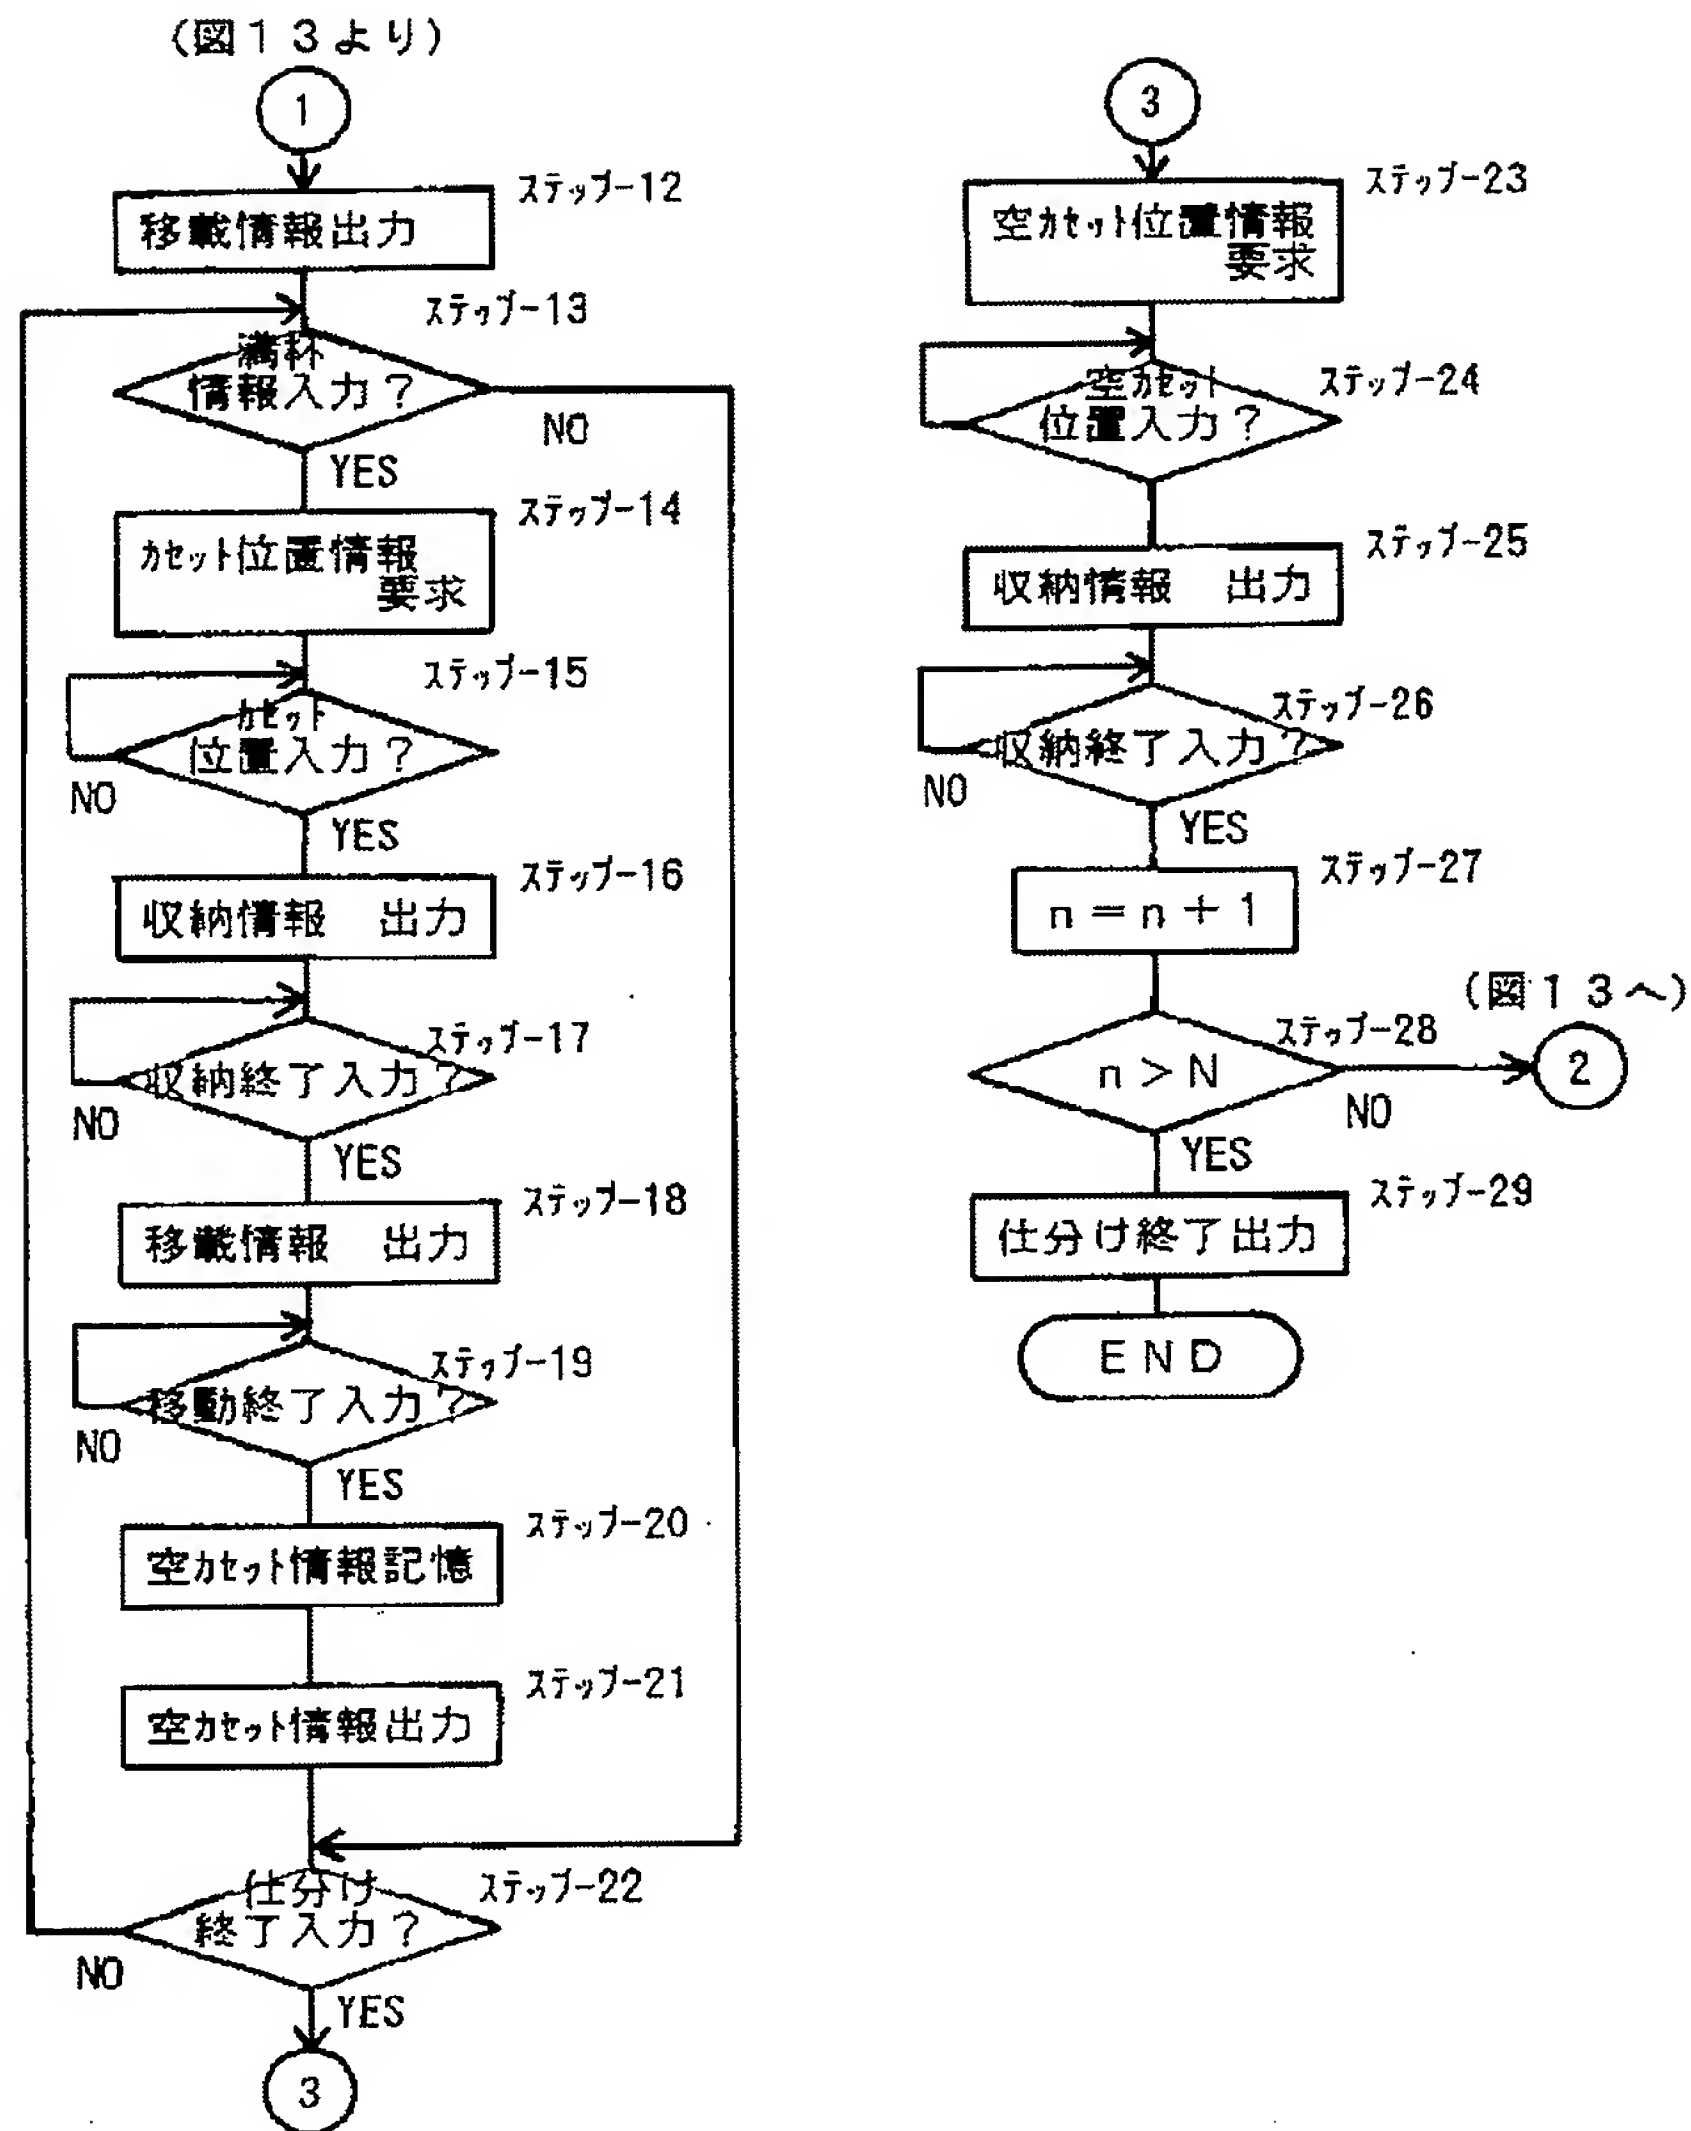 (図13より)
1
ステップ-12
移載情報出力
ステップ-13
満杯
情報入力?
NO
YES
ステップ-14
カセット位置情報
要求
ステップ-15
カセット
位置入力?
NO
YES
ステップ-16
収納情報 出力
ステップ-17
収納終了入力?
NO
YES
ステップ-18
移載情報 出力
ステップ-19
移動終了入力?
NO
YES
ステップ-20
空カセット情報記憶
ステップ-21
空カセット情報出力
ステップ-22
仕分け
終了入力?
NO
YES
3
3
ステップ-23
空カセット位置情報
要求
ステップ-24
空カセット
位置入力?
ステップ-25
収納情報 出力
ステップ-26
収納終了入力?
NO
YES
ステップ-27
n=n+1
(図13へ)
ステップ-28
n>N
2
NO
YES
ステップ-29
仕分け終了出力
END